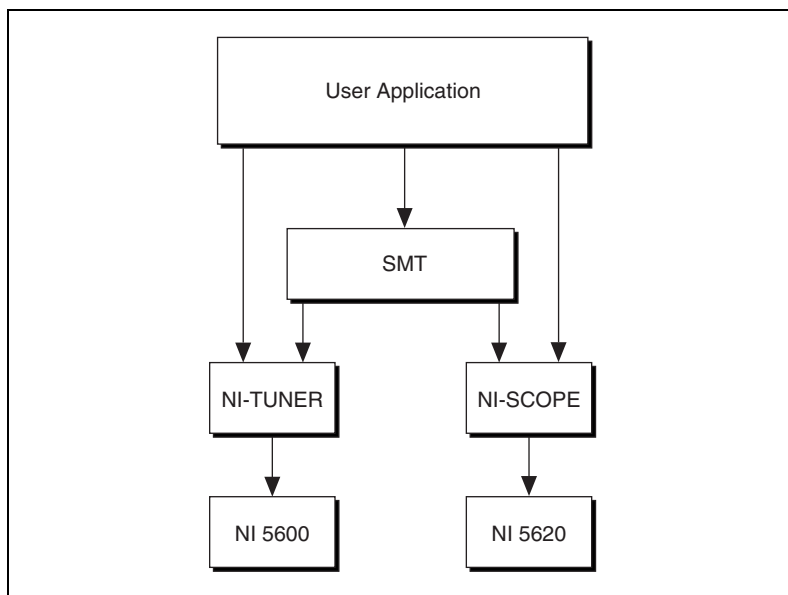 User Application
SMT
NI-TUNER
NI-SCOPE
NI 5600
NI 5620